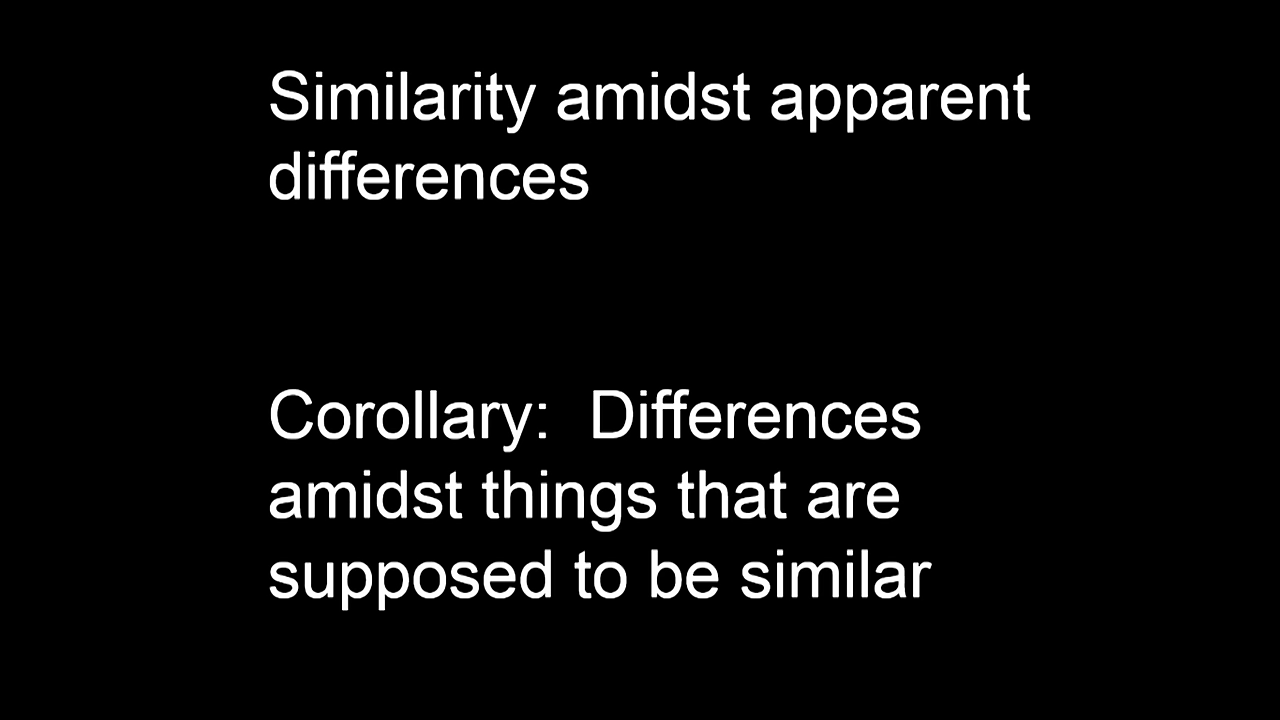 Similarity amidst apparent
differences
Corollary:  Differences
amidst things that are
supposed to be similar